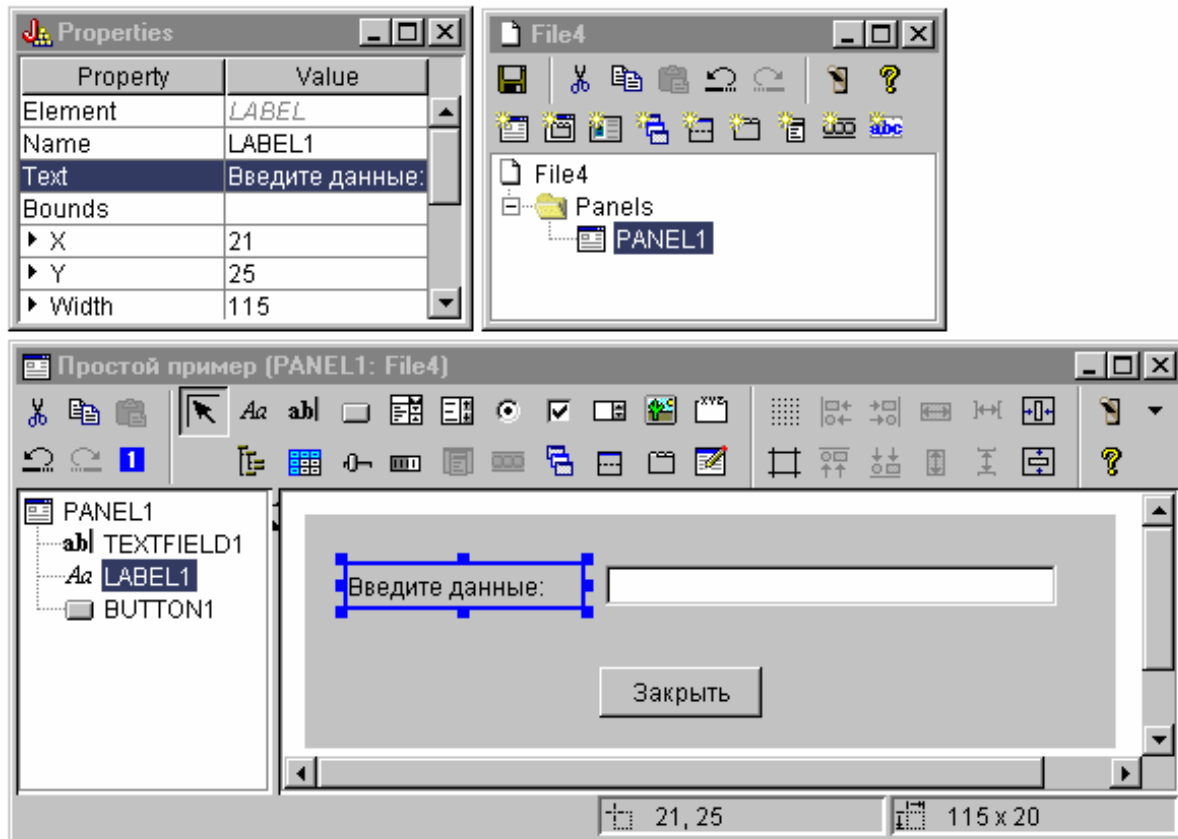 Properties
Property Value
Element LABEL
Name LABEL1
Text Введите данные:
Bounds
X 21
Y 25
Width 115
File4
abc
File4
Panels
PANEL1
Простой пример (PANEL1: File4)
Aa ab XYZ
1
PANEL1
ab TEXTFIELD1
Aa LABEL1
BUTTON1
Введите данные:
Закрыть
21, 25 115 x 20